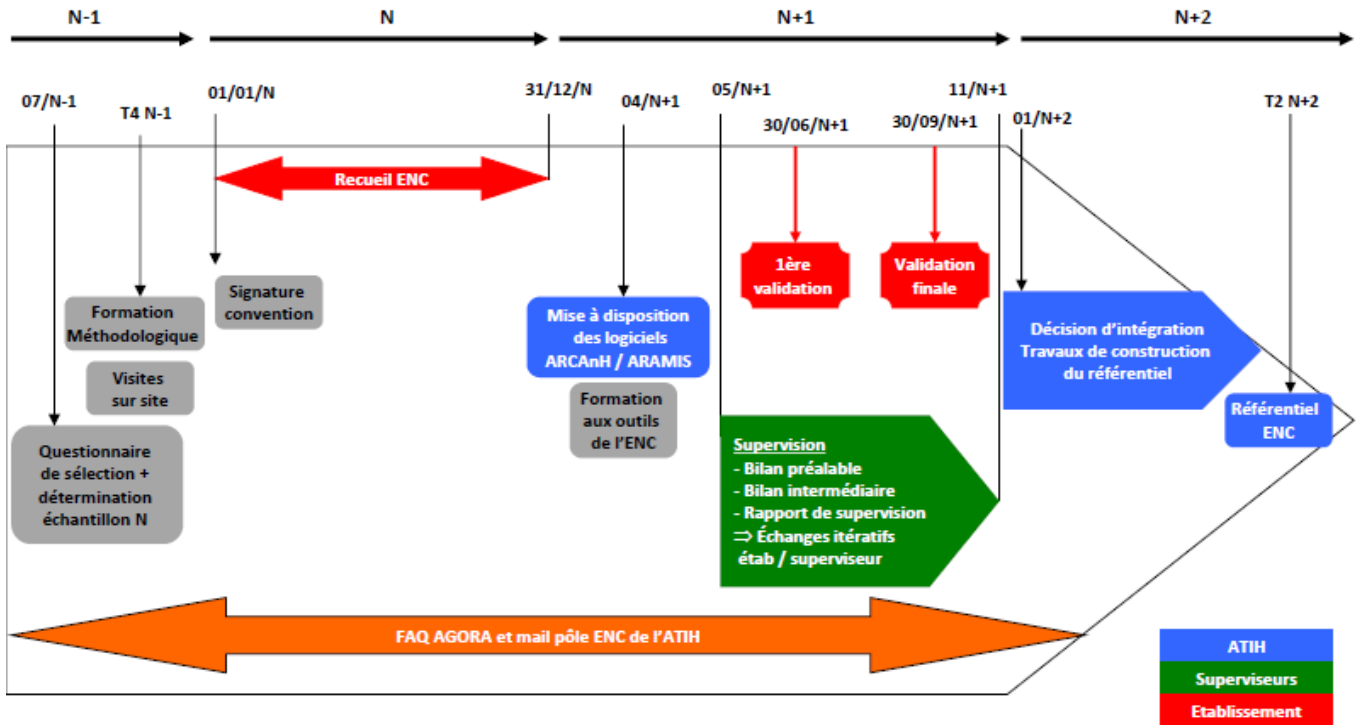 N-1
N
N+1
N+2
07/N-1
T4 N-1
01/01/N
31/12/N
04/N+1
05/N+1
30/06/N+1
30/09/N+1
11/N+1
01/N+2
T2 N+2
Recueil ENC
Formation
Méthodologique
Visites
sur site
Questionnaire
de sélection +
détermination
échantillon N
Signature
convention
Mise à disposition
des logiciels
ARCAnH / ARAMIS
Formation
aux outils
de l’ENC
1ère
validation
Validation
finale
Supervision
- Bilan préalable
- Bilan intermédiaire
- Rapport de supervision
⇒ Échanges itératifs
étab / superviseur
Décision d’intégration
Travaux de construction
du référentiel
Référentiel
ENC
FAQ AGORA et mail pôle ENC de l’ATIH
ATIH
Superviseurs
Etablissement